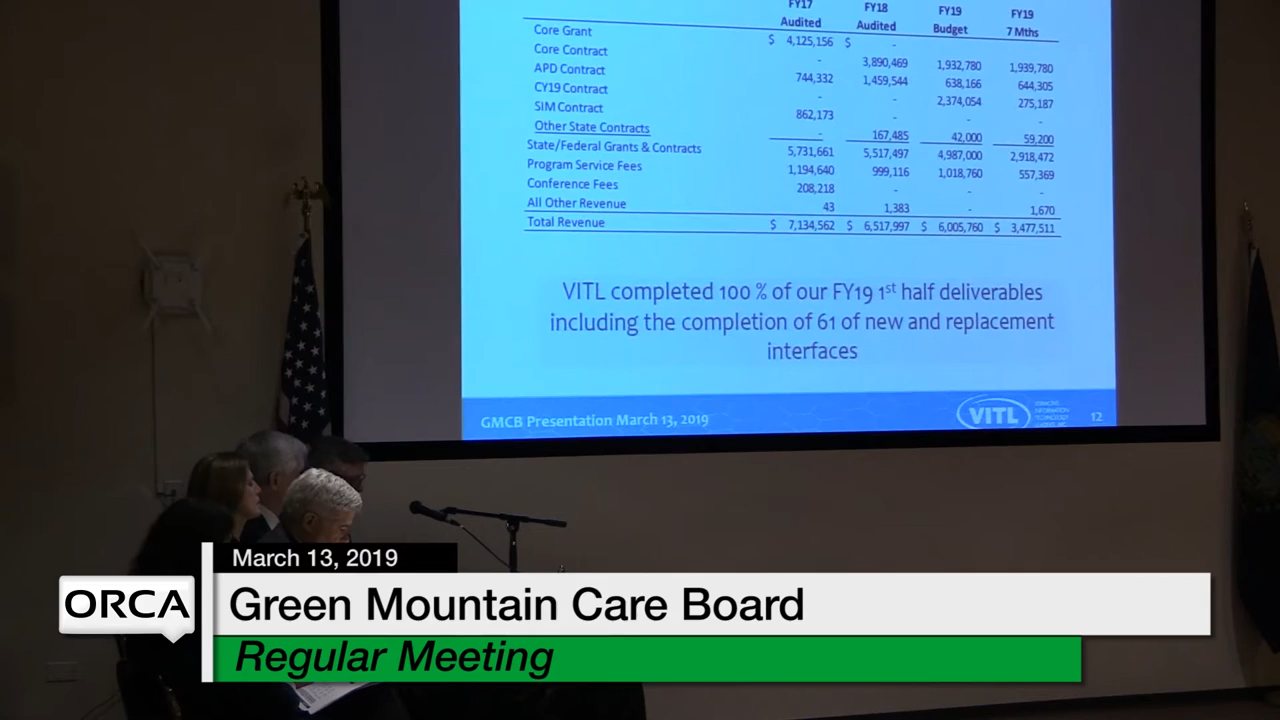 FY17 FY18 FY19 FY19
Audited Audited Budget 7 Mths
Core Grant $ 4,125,156 $ -
Core Contract - 3,890,469 1,932,780 1,939,780
APD Contract 744,332 1,459,544 638,166 644,305
CY19 Contract - - 2,374,054 275,187
SIM Contract 862,173 - - -
Other State Contracts - 167,485 42,000 59,200
State/Federal Grants & Contracts 5,731,661 5,517,497 4,987,000 2,918,472
Program Service Fees 1,194,640 999,116 1,018,760 557,369
Conference Fees 208,218 - - -
All Other Revenue 43 1,383 - 1,670
Total Revenue $ 7,134,562 $ 6,517,997 $ 6,005,760 $ 3,477,511
VITL completed 100 % of our FY19 1st half deliverables
including the completion of 61 of new and replacement
interfaces
GMCB Presentation March 13, 2019
VITL
12
March 13, 2019
ORCA
Green Mountain Care Board
Regular Meeting